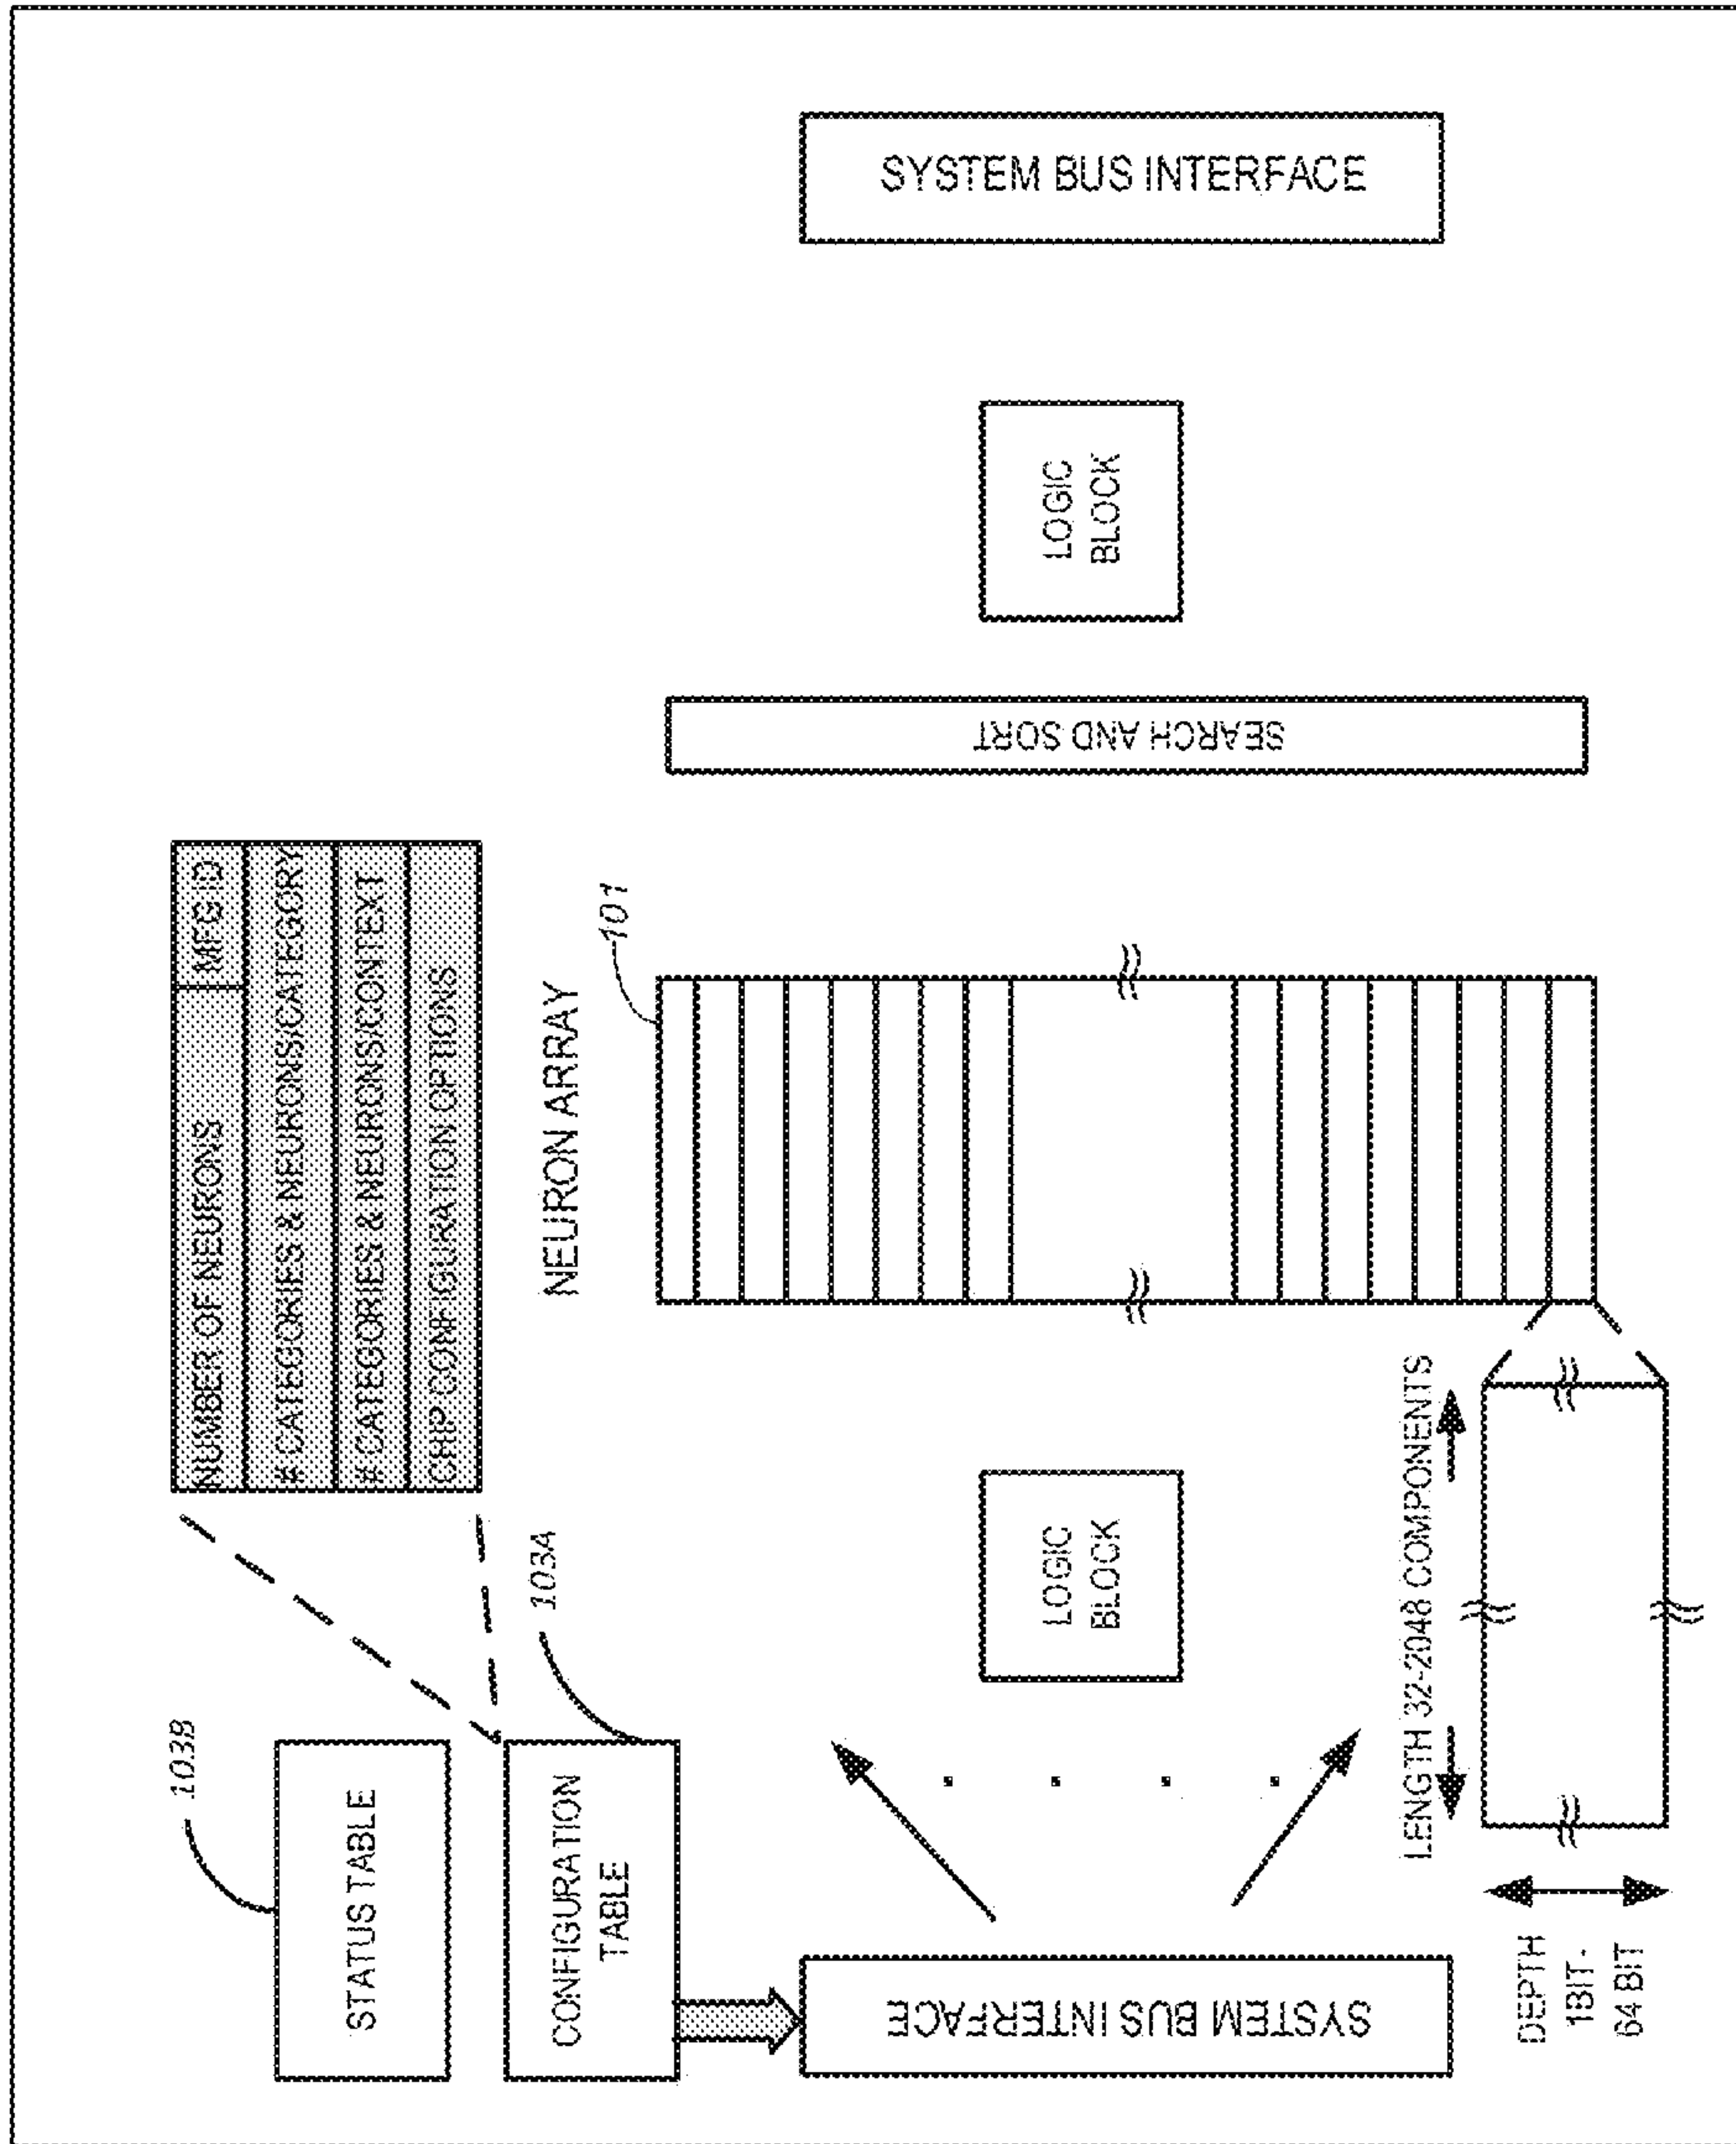 103B
STATUS TABLE
103A
CONFIGURATION
TABLE
NUMBER OF NEURONS MFG ID
# CATEGORIES & NEURONS/CATEGORY
# CATEGORIES & NEURONS/CONTEXT
CHIP CONFIGURATION OPTIONS
NEURON ARRAY
101
SYSTEM BUS INTERFACE
LOGIC
BLOCK
SEARCH AND SORT
LOGIC
BLOCK
SYSTEM BUS INTERFACE
LENGTH 32-2048 COMPONENTS
DEPTH
1BIT -
64 BIT